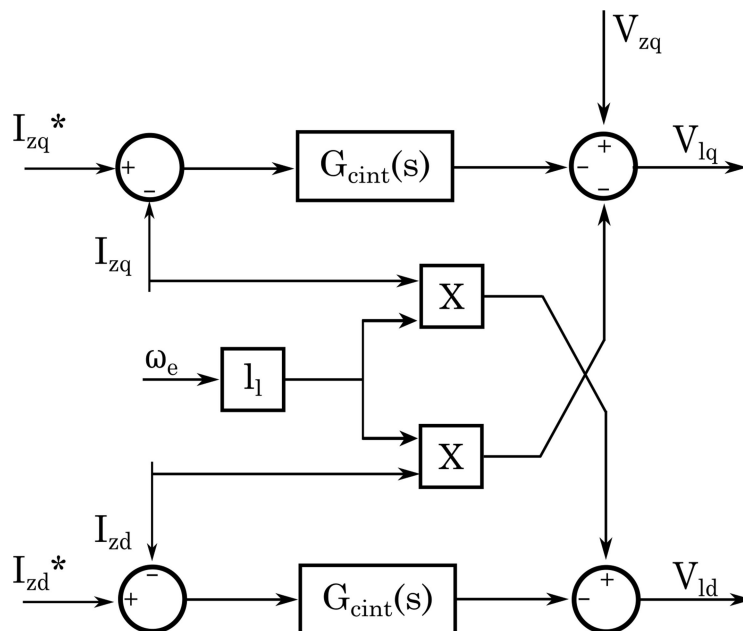 V_zq
I_zq*
+
−
G_cint(s)
+
−
−
V_lq
I_zq
X
ω_e
l_l
X
I_zd
I_zd*
−
+
G_cint(s)
+
−
V_ld